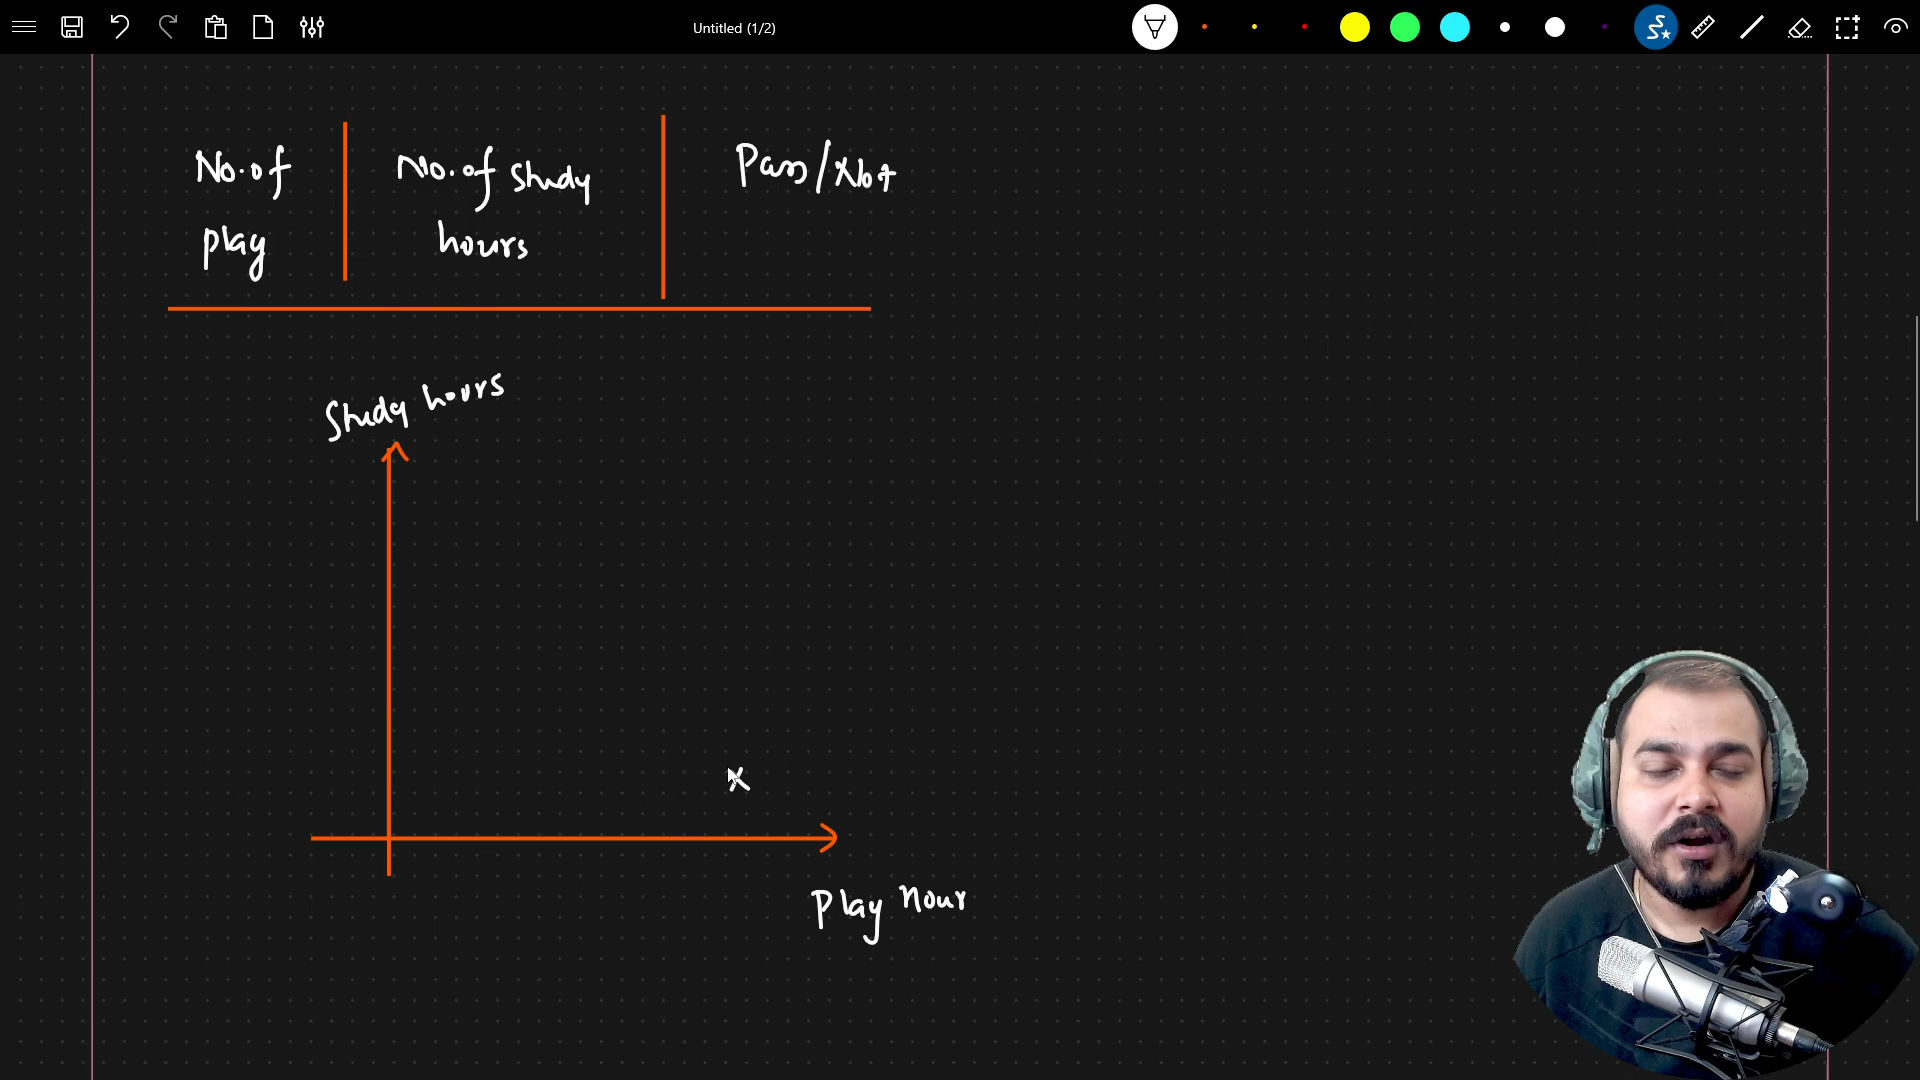 Untitled (1/2)
No. of play
No. of study hours
Pass/Not
Study hours
x
Play hour